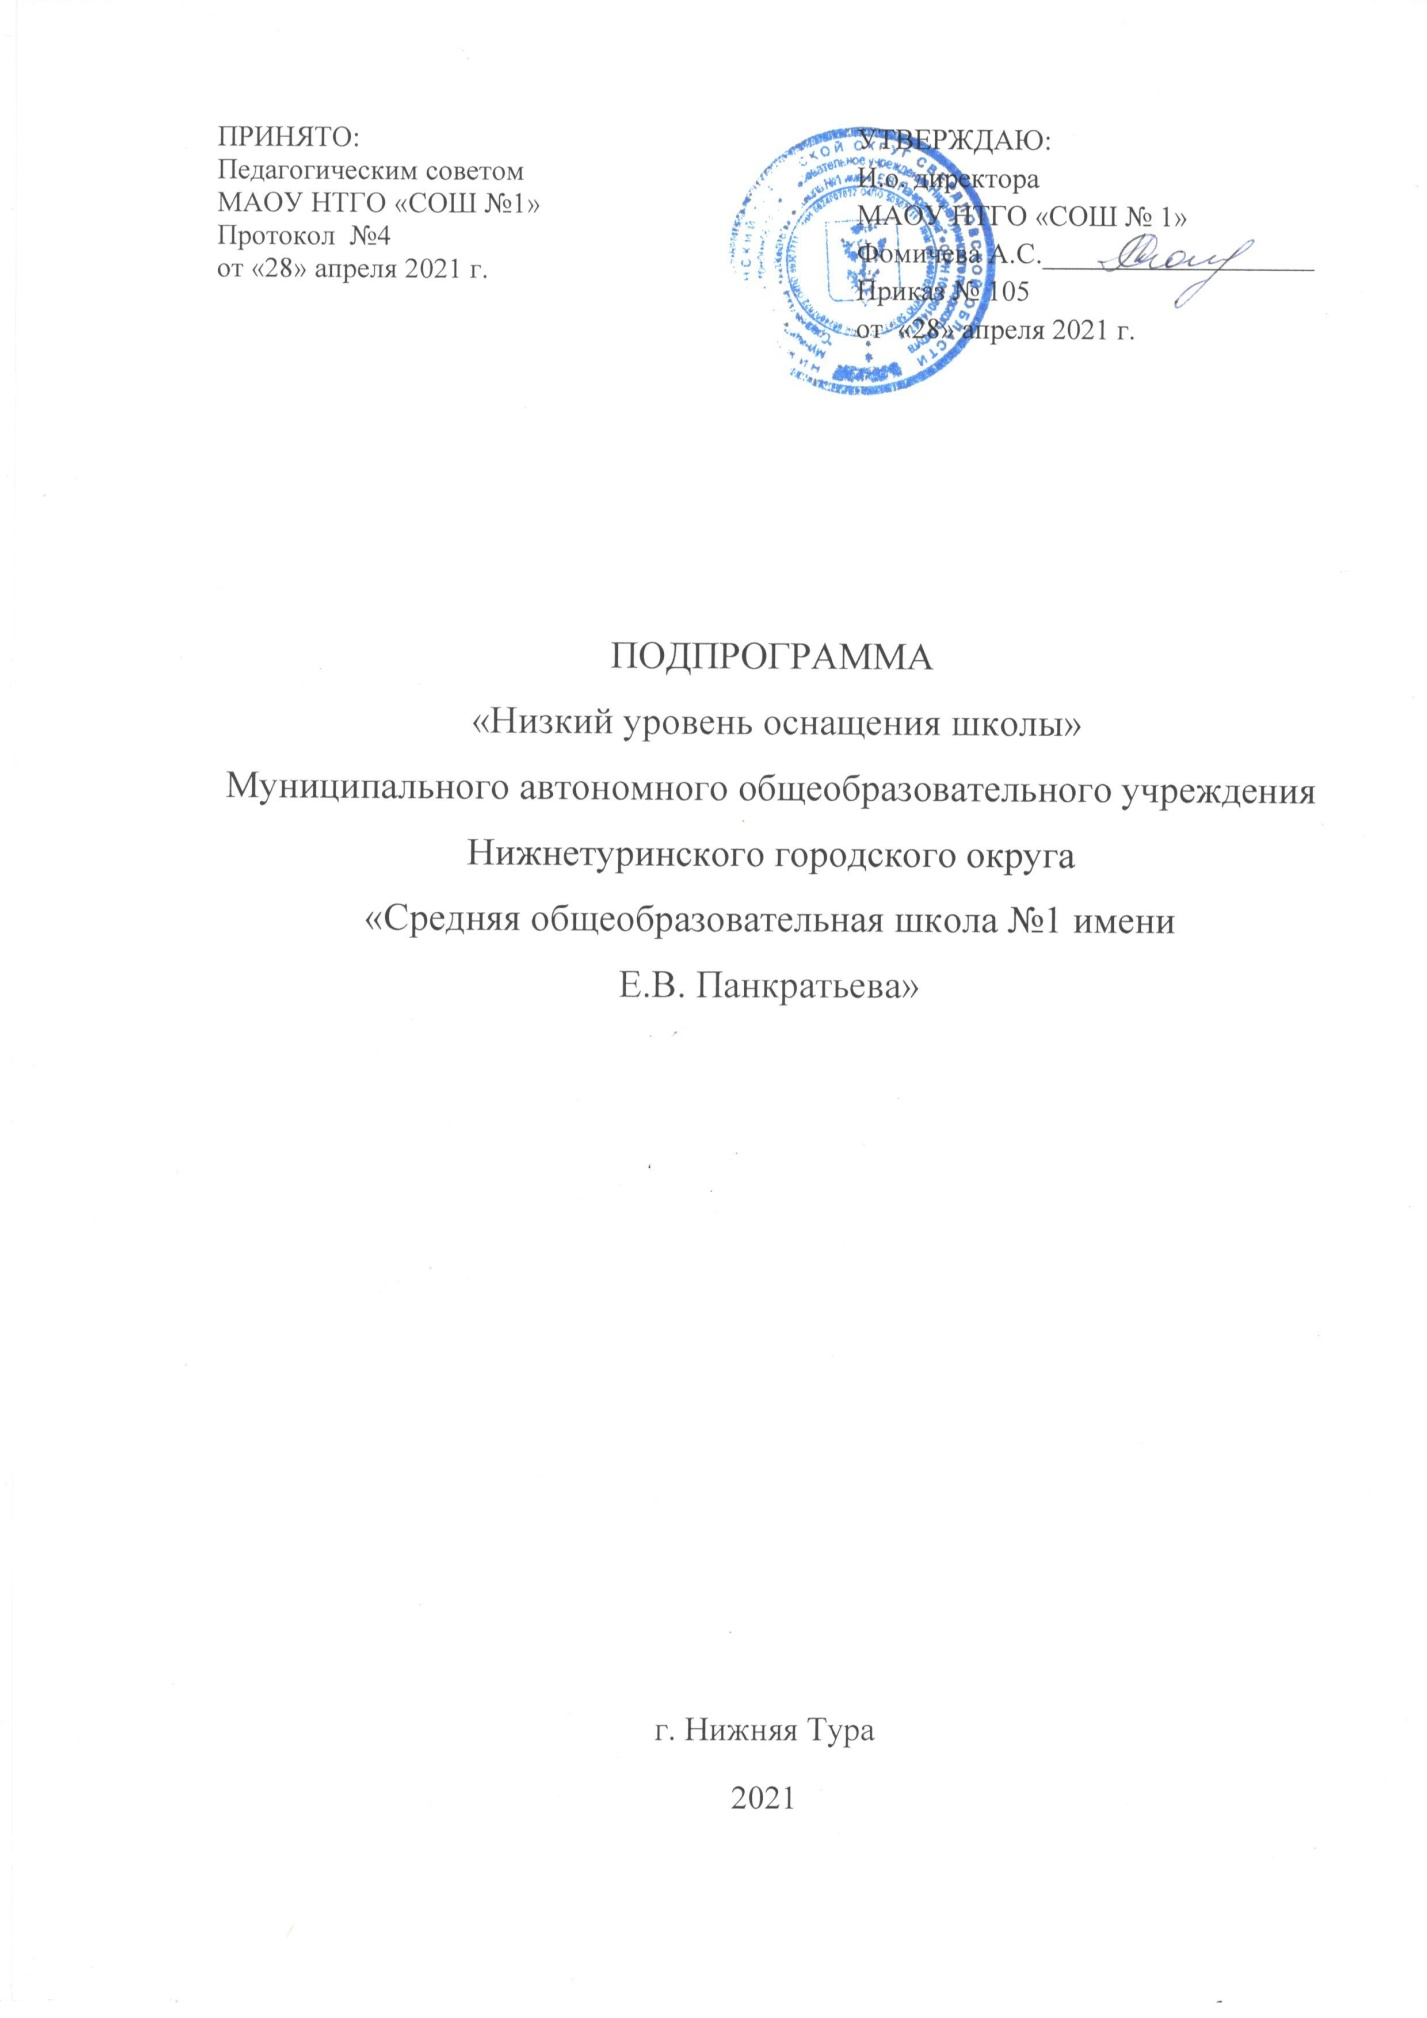 ПРИНЯТО:
Педагогическим советом
МАОУ НТГО «СОШ №1»
Протокол №4
от «28» апреля 2021 г.
УТВЕРЖДАЮ:
И.о. директора
МАОУ НТГО «СОШ № 1»
Фомичева А.С.
Приказ № 105
от «28» апреля 2021 г.
ПОДПРОГРАММА
«Низкий уровень оснащения школы»
Муниципального автономного общеобразовательного учреждения
Нижнетуринского городского округа
«Средняя общеобразовательная школа №1 имени
Е.В. Панкратьева»
г. Нижняя Тура
2021